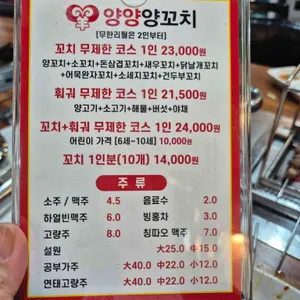 양양양꼬치
[무한리필은 2인부터]
꼬치 무제한 코스 1인 23,000원
양꼬치+소꼬치+돈삼겹꼬치+새우꼬치+닭날개꼬치
+어묵완자꼬치+소세지꼬치+건두부꼬치
훠궈 무제한 코스 1인 21,500원
양고기+소고기+해물+버섯+야채
꼬치+훠궈 무제한 코스 1인 24,000원
어린이 가격 [6세~10세] 10,000원
꼬치 1인분(10개) 14,000원
주 류
소주 / 맥주 4.5 음료수 2.0
하얼빈맥주 6.0 빙홍차 3.0
고량주 8.0 칭따오 맥주 7.0
설원 大25.0 中15.0
공부가주 大40.0 中22.0 小12.0
연태고량주 大40.0 中22.0 小12.0